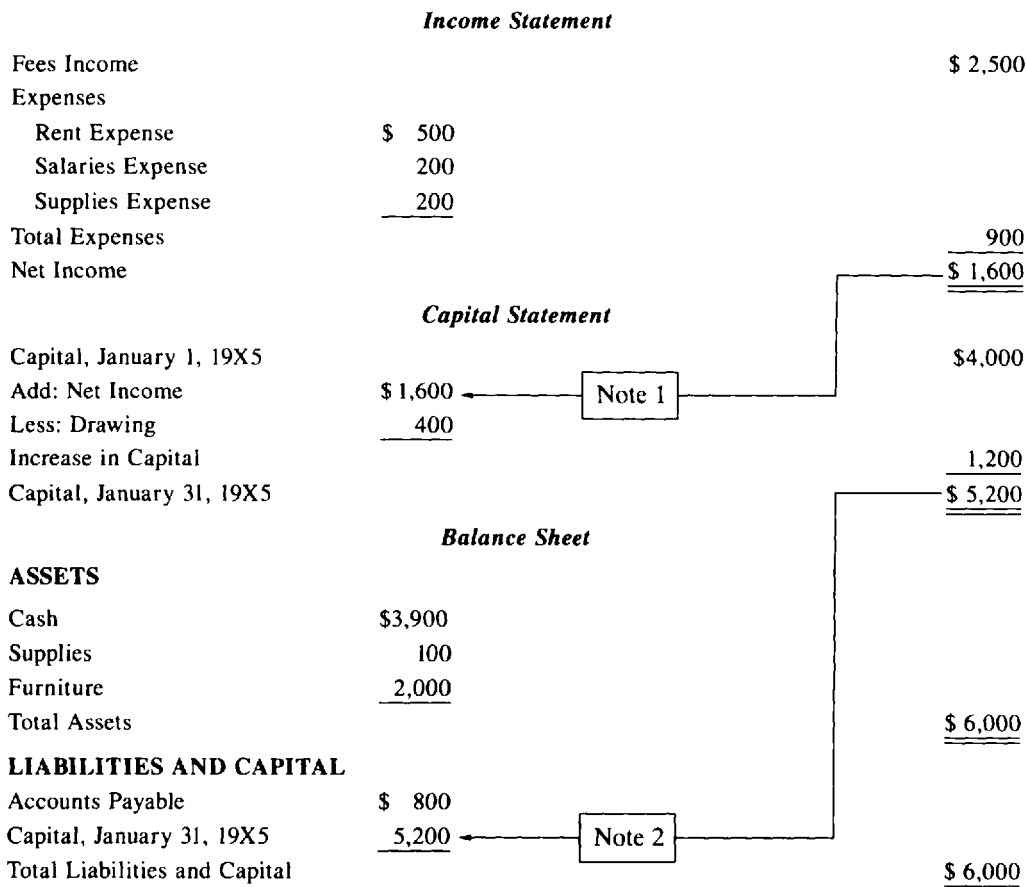 Income Statement
Fees Income $ 2,500
Expenses
Rent Expense $ 500
Salaries Expense 200
Supplies Expense 200
Total Expenses 900
Net Income $ 1,600
Capital Statement
Capital, January 1, 19X5 $4,000
Add: Net Income $1,600 Note 1
Less: Drawing 400
Increase in Capital 1,200
Capital, January 31, 19X5 $ 5,200
Balance Sheet
ASSETS
Cash $3,900
Supplies 100
Furniture 2,000
Total Assets $ 6,000
LIABILITIES AND CAPITAL
Accounts Payable $ 800
Capital, January 31, 19X5 5,200 Note 2
Total Liabilities and Capital $ 6,000